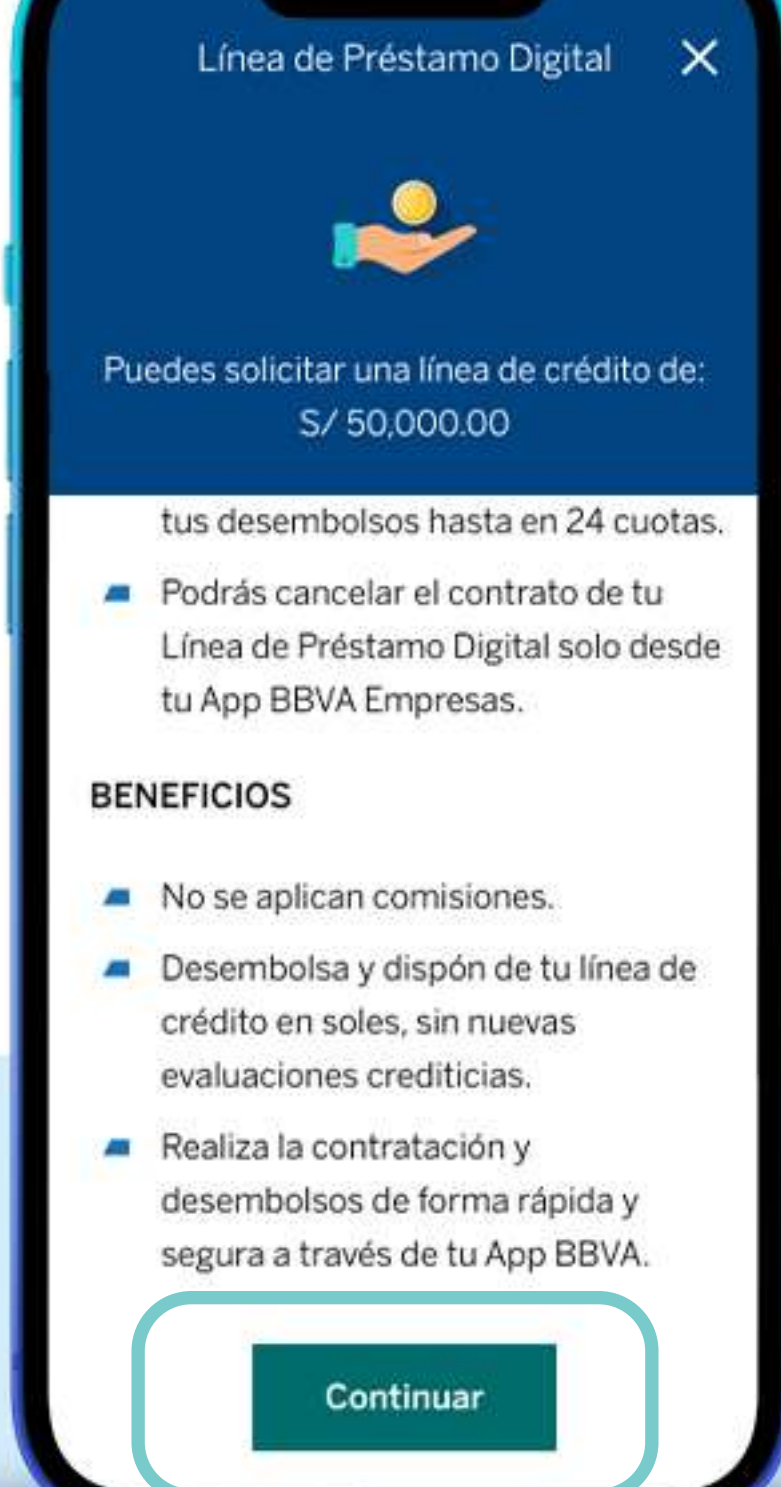 Línea de Préstamo Digital
Puedes solicitar una línea de crédito de:
S/ 50,000.00
tus desembolsos hasta en 24 cuotas.
Podrás cancelar el contrato de tu
Línea de Préstamo Digital solo desde
tu App BBVA Empresas.
BENEFICIOS
No se aplican comisiones.
Desembolsa y dispón de tu línea de
crédito en soles, sin nuevas
evaluaciones crediticias.
Realiza la contratación y
desembolsos de forma rápida y
segura a través de tu App BBVA.
Continuar